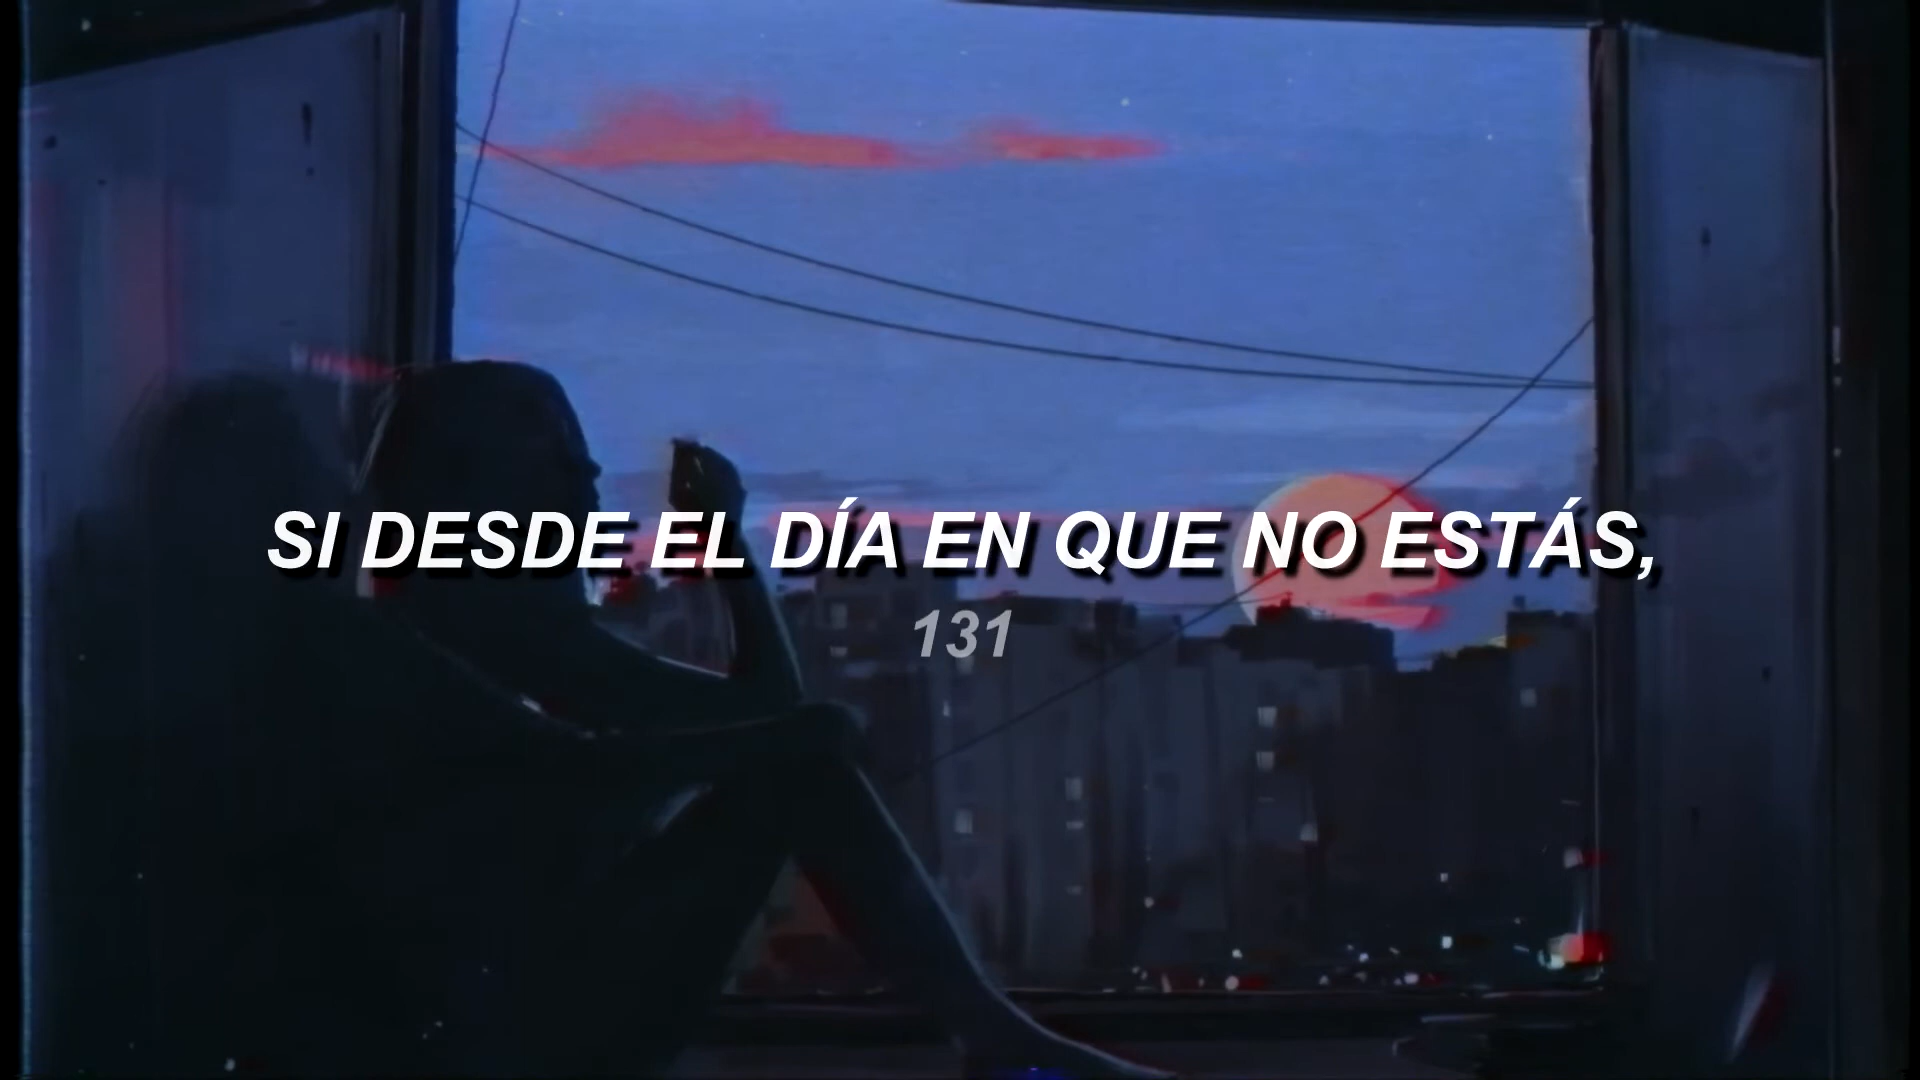 SI DESDE EL DÍA EN QUE NO ESTÁS,
131